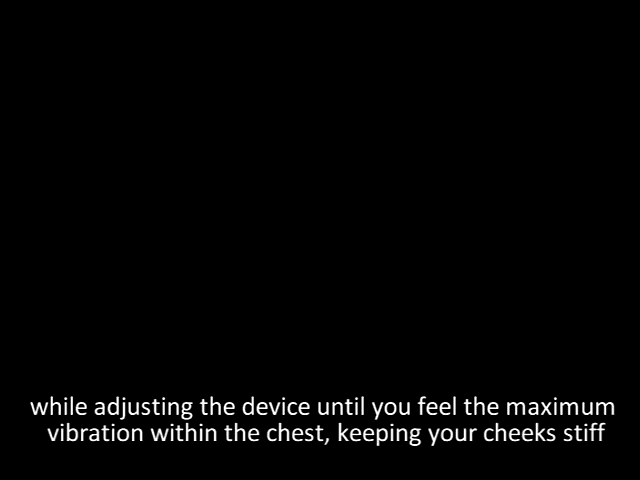 while adjusting the device until you feel the maximum
vibration within the chest, keeping your cheeks stiff